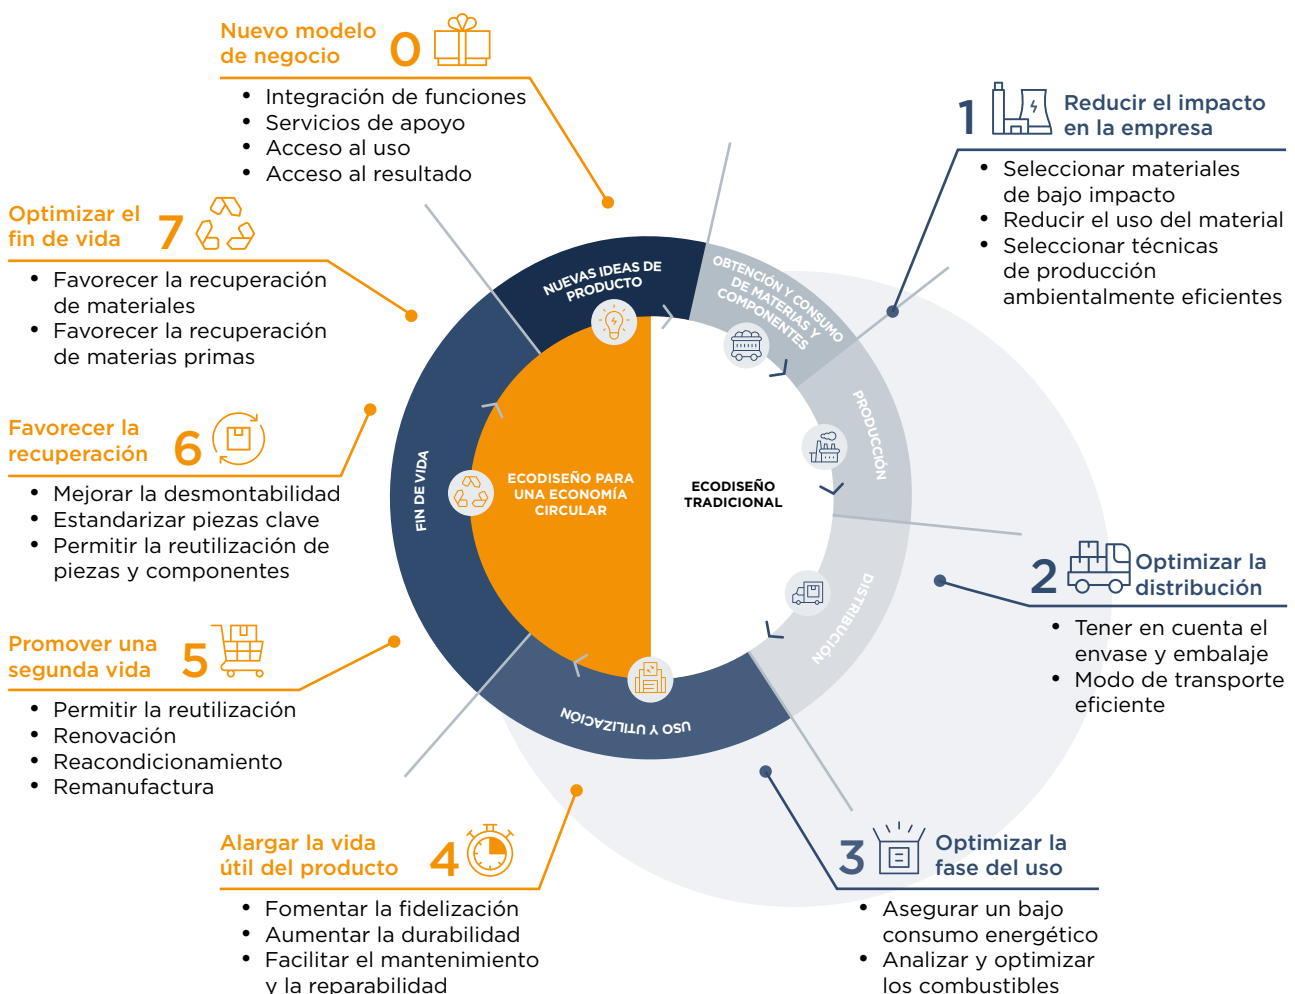 Nuevo modelo
de negocio
0
• Integración de funciones
• Servicios de apoyo
• Acceso al uso
• Acceso al resultado
1
Reducir el impacto
en la empresa
• Seleccionar materiales
de bajo impacto
• Reducir el uso del material
• Seleccionar técnicas
de producción
ambientalmente eficientes
2
Optimizar la
distribución
• Tener en cuenta el
envase y embalaje
• Modo de transporte
eficiente
3
Optimizar la
fase del uso
• Asegurar un bajo
consumo energético
• Analizar y optimizar
los combustibles
Alargar la vida
útil del producto
4
• Fomentar la fidelización
• Aumentar la durabilidad
• Facilitar el mantenimiento
y la reparabilidad
Promover una
segunda vida
5
• Permitir la reutilización
• Renovación
• Reacondicionamiento
• Remanufactura
Favorecer la
recuperación
6
• Mejorar la desmontabilidad
• Estandarizar piezas clave
• Permitir la reutilización de
piezas y componentes
Optimizar el
fin de vida
7
• Favorecer la recuperación
de materiales
• Favorecer la recuperación
de materias primas
NUEVAS IDEAS DE
PRODUCTO
OBTENCIÓN Y CONSUMO
DE MATERIAS Y
COMPONENTES
PRODUCCIÓN
DISTRIBUCIÓN
USO Y UTILIZACIÓN
FIN DE VIDA
ECODISEÑO PARA
UNA ECONOMÍA
CIRCULAR
ECODISEÑO
TRADICIONAL